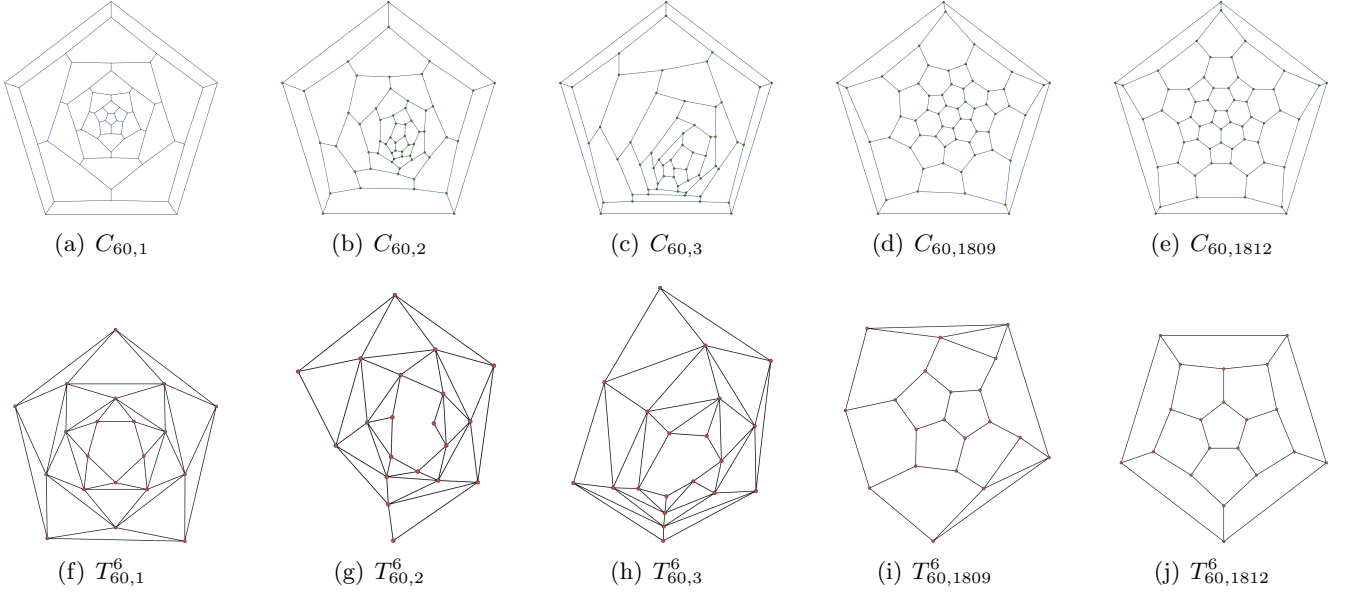 (a) C₆₀,₁ (b) C₆₀,₂ (c) C₆₀,₃ (d) C₆₀,₁₈₀₉ (e) C₆₀,₁₈₁₂
(f) T⁶₆₀,₁ (g) T⁶₆₀,₂ (h) T⁶₆₀,₃ (i) T⁶₆₀,₁₈₀₉ (j) T⁶₆₀,₁₈₁₂